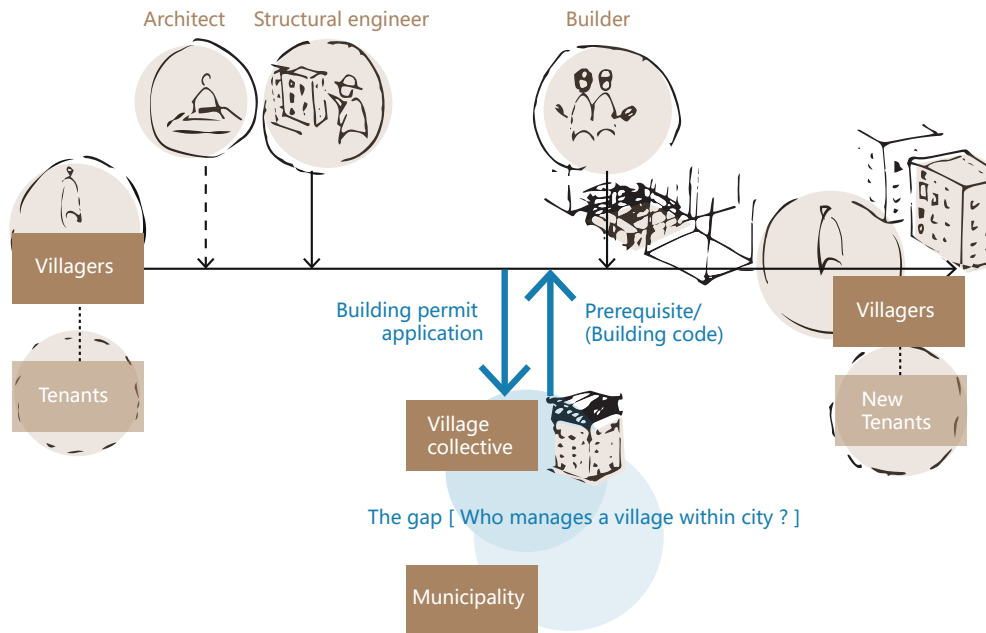 Architect
Structural engineer
Builder
Villagers
Tenants
Building permit
application
Prerequisite/
(Building code)
Villagers
New
Tenants
Village
collective
The gap [ Who manages a village within city ? ]
Municipality